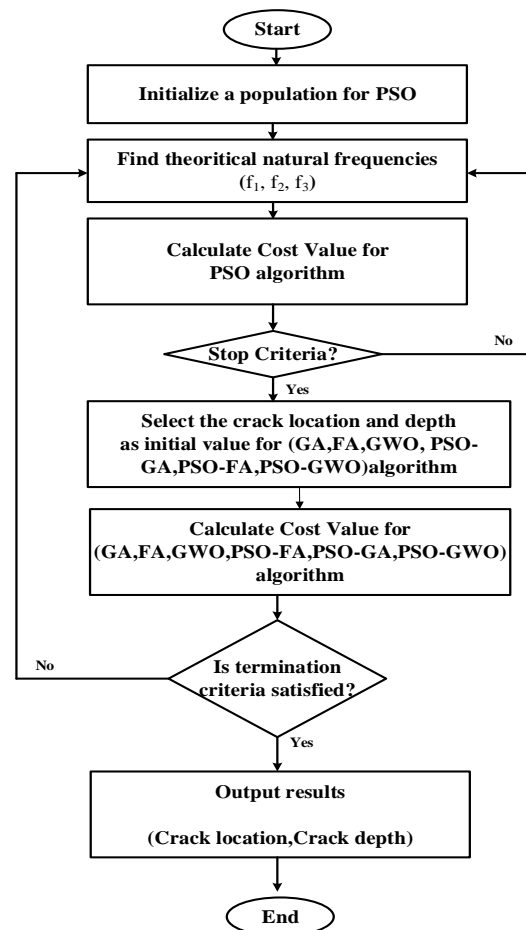 Start
Initialize a population for PSO
Find theoritical natural frequencies
(f₁, f₂, f₃)
Calculate Cost Value for
PSO algorithm
Stop Criteria?
No
Yes
Select the crack location and depth
as initial value for (GA,FA,GWO, PSO-
GA,PSO-FA,PSO-GWO)algorithm
Calculate Cost Value for
(GA,FA,GWO,PSO-FA,PSO-GA,PSO-GWO)
algorithm
No
Is termination
criteria satisfied?
Yes
Output results
(Crack location,Crack depth)
End